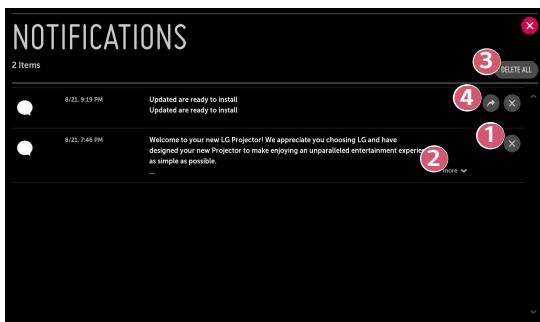 NOTIFICATIONS
2 Items
3
DELETE ALL
4
8/21, 9:19 PM
Updated are ready to install
Updated are ready to install
1
8/21, 7:46 PM
Welcome to your new LG Projector! We appreciate you choosing LG and have
designed your new Projector to make enjoying an unparalleled entertainment
as simple as possible.
2
more
...